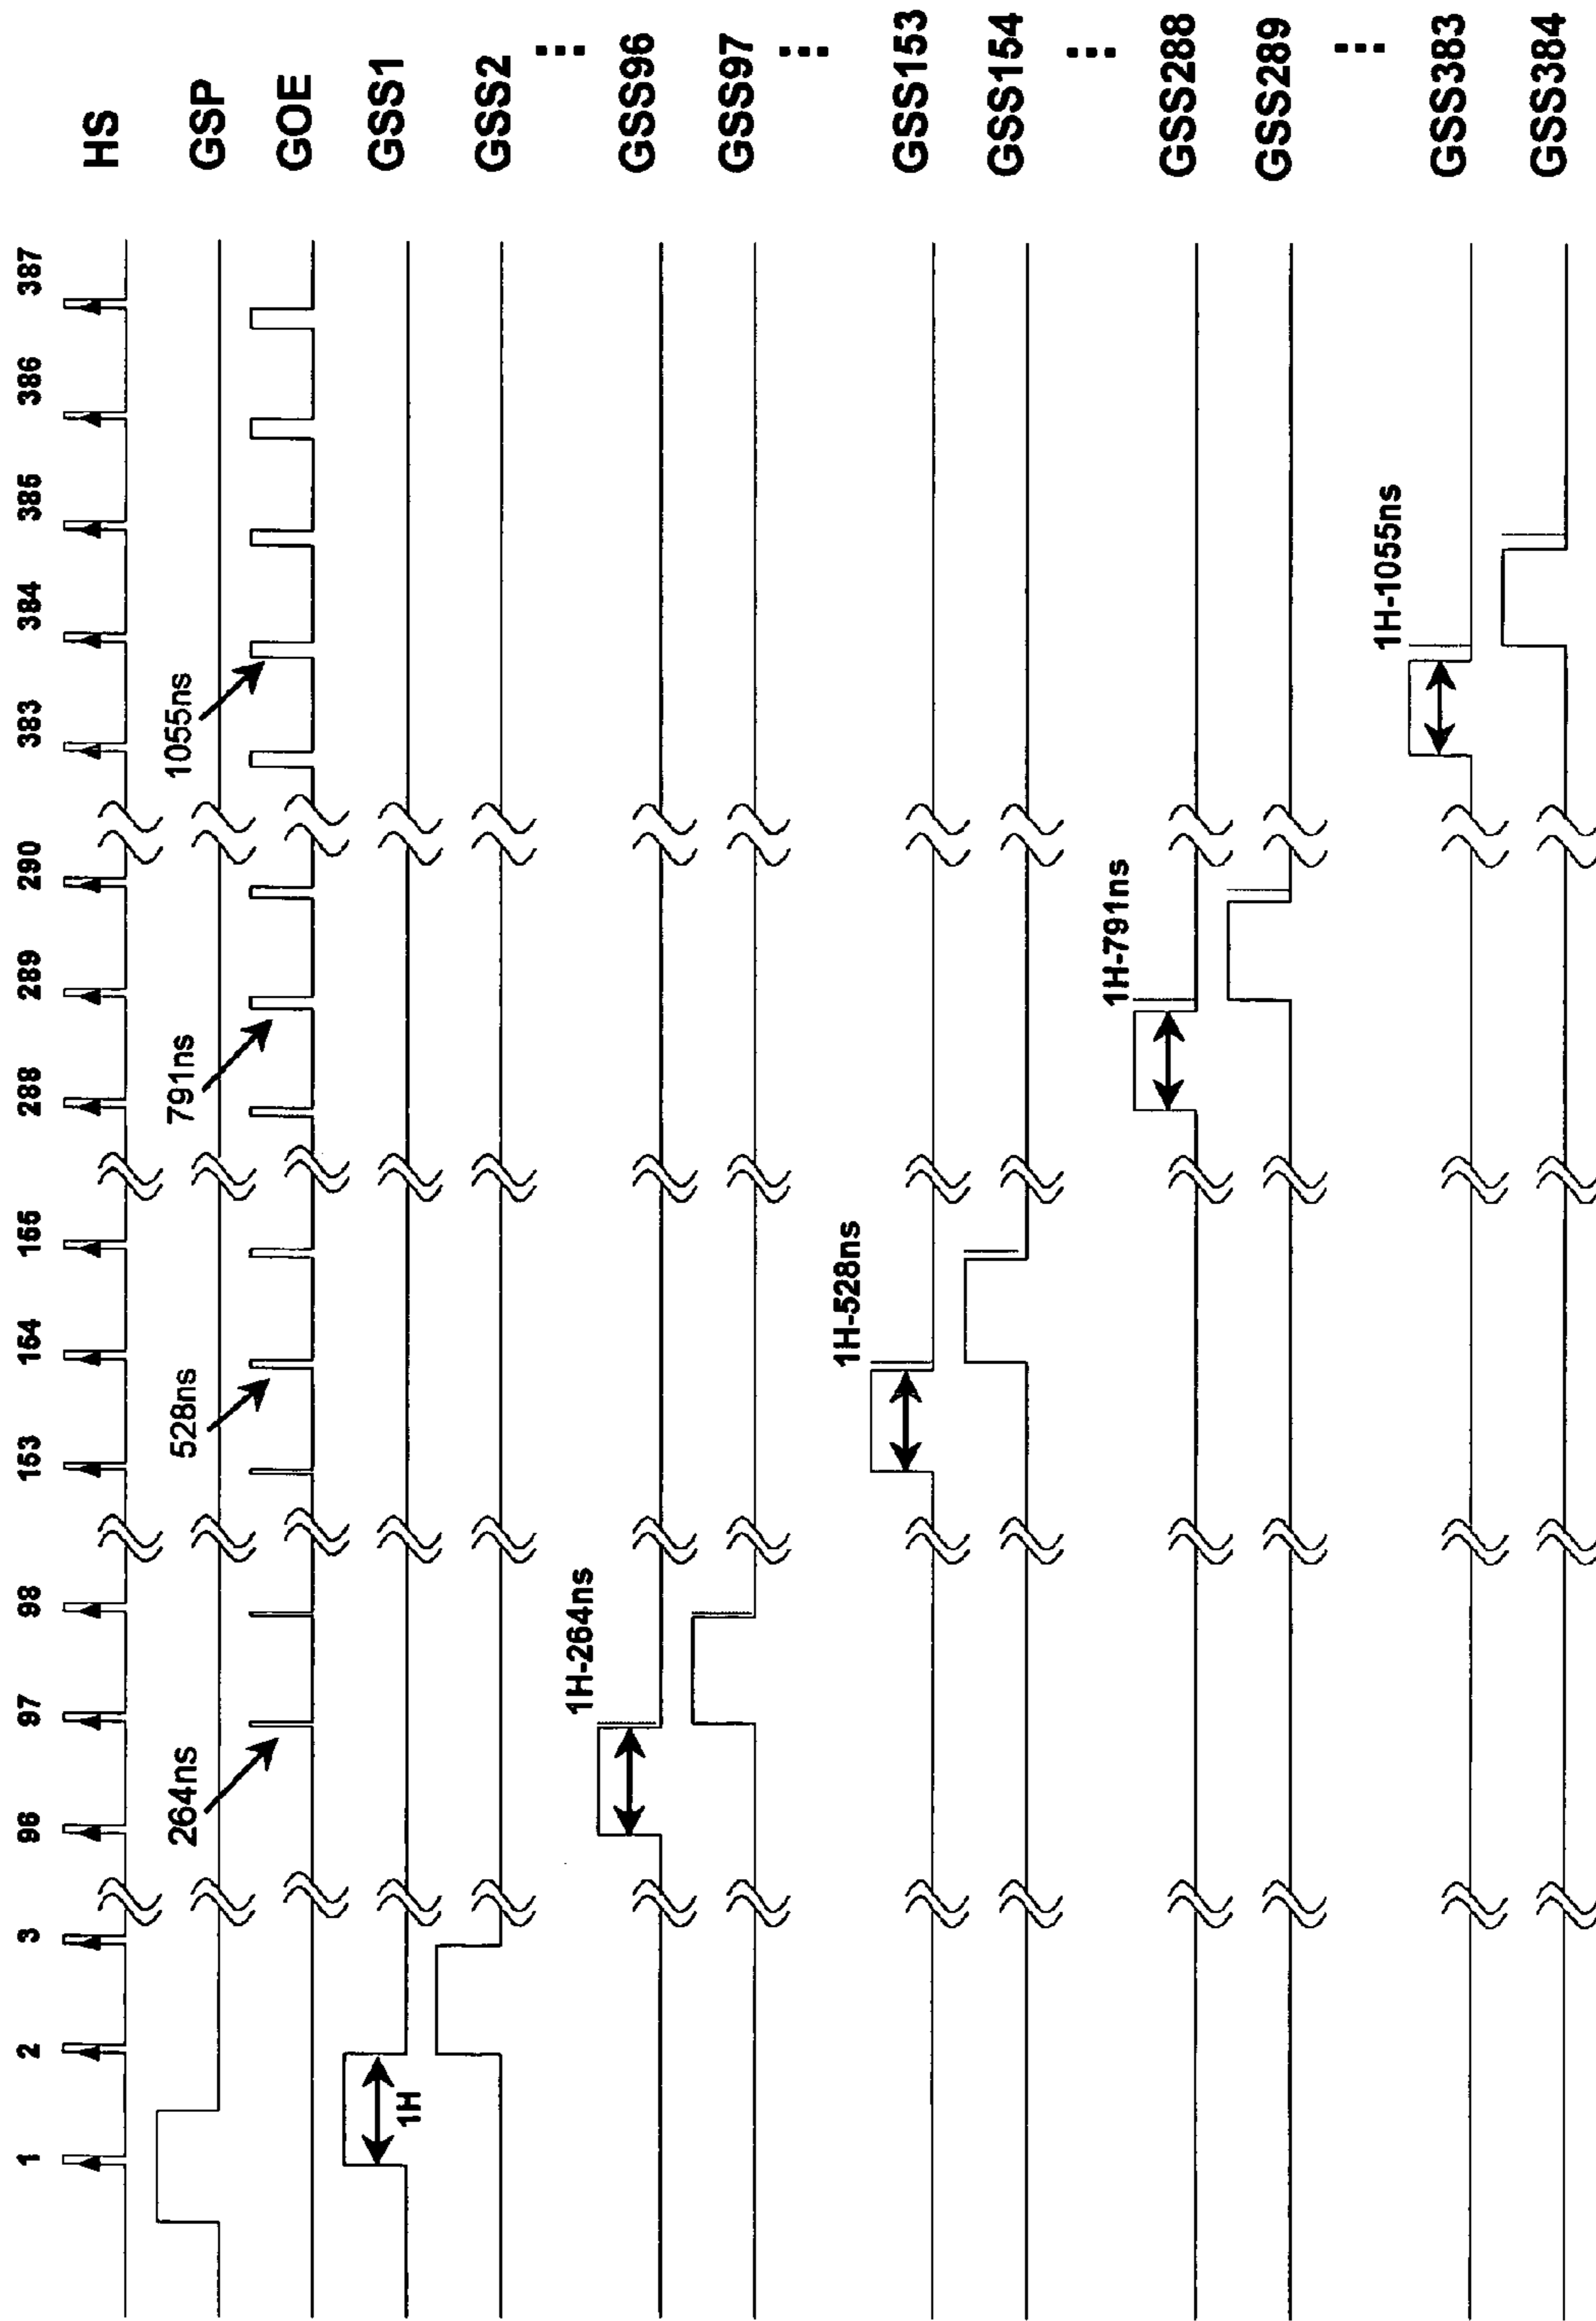 1 2 3 96 97 98 153 154 155 288 289 290 383 384 385 386 387
HS
GSP
264ns 528ns 791ns 1055ns
GOE
GSS1
1H
GSS2
⋮
1H-264ns
GSS96
GSS97
⋮
1H-528ns
GSS153
GSS154
⋮
1H-791ns
GSS288
GSS289
⋮
1H-1055ns
GSS383
GSS384